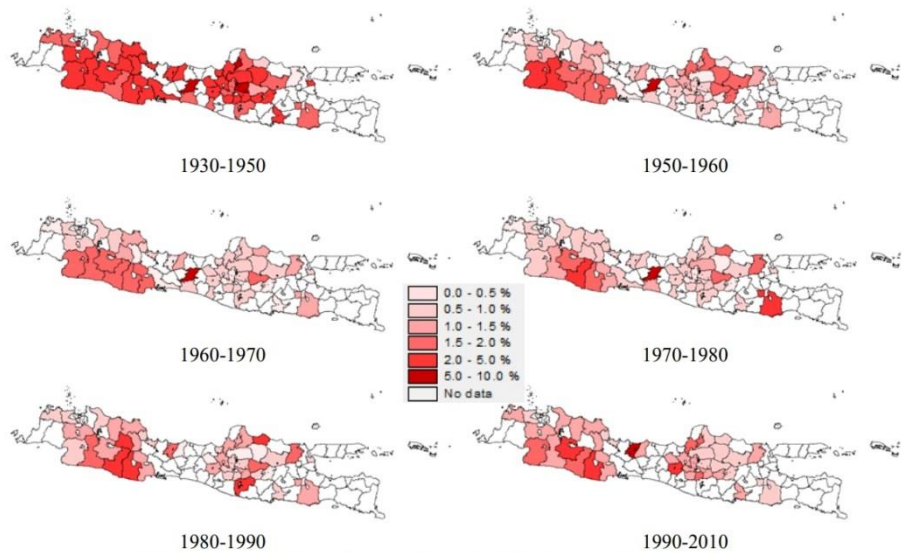 1930-1950
1950-1960
1960-1970
1970-1980
0.0 - 0.5 %
0.5 - 1.0 %
1.0 - 1.5 %
1.5 - 2.0 %
2.0 - 5.0 %
5.0 - 10.0 %
No data
1980-1990
1990-2010